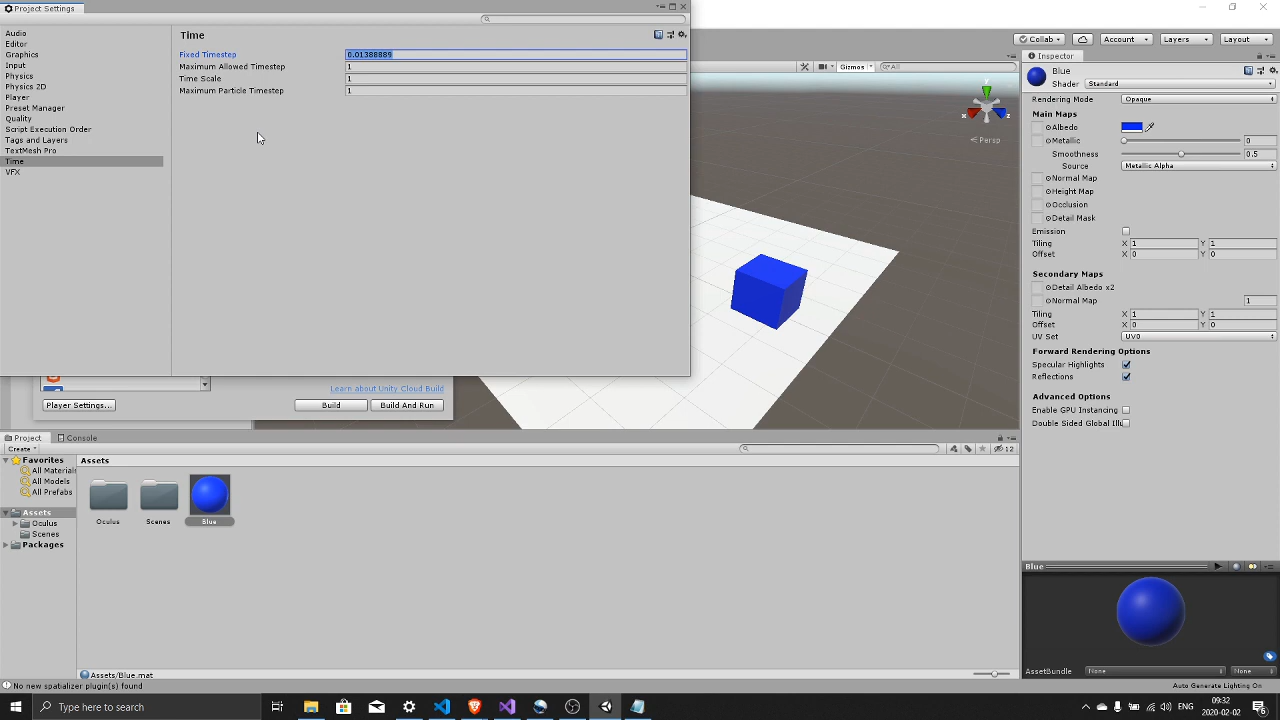 Project Settings
Audio
Editor
Graphics
Input
Physics
Physics 2D
Player
Preset Manager
Quality
Script Execution Order
Tags and Layers
TextMesh Pro
Time
VFX
Time
Fixed Timestep 0.01388889
Maximum Allowed Timestep 1
Time Scale 1
Maximum Particle Timestep 1
Learn about Unity Cloud Build
Player Settings...
Build
Build And Run
Gizmos
All
y
x
z
Persp
Collab
Account
Layers
Layout
Inspector
Blue
Shader Standard
Rendering Mode Opaque
Main Maps
Albedo
Metallic 0
Smoothness 0.5
Source Metallic Alpha
Normal Map
Height Map
Occlusion
Detail Mask
Emission
Tiling X 1 Y 1
Offset X 0 Y 0
Secondary Maps
Detail Albedo x2
Normal Map 1
Tiling X 1 Y 1
Offset X 0 Y 0
UV Set UV0
Forward Rendering Options
Specular Highlights
Reflections
Advanced Options
Enable GPU Instancing
Double Sided Global Illu
Blue
AssetBundle None None
Auto Generate Lighting On
Project
Console
Create
12
Favorites
All Materials
All Models
All Prefabs
Assets
Oculus
Scenes
Packages
Assets
Oculus
Scenes
Blue
Assets/Blue.mat
No new spatializer plugin(s) found
Type here to search
ENG
09:32
2020-02-02